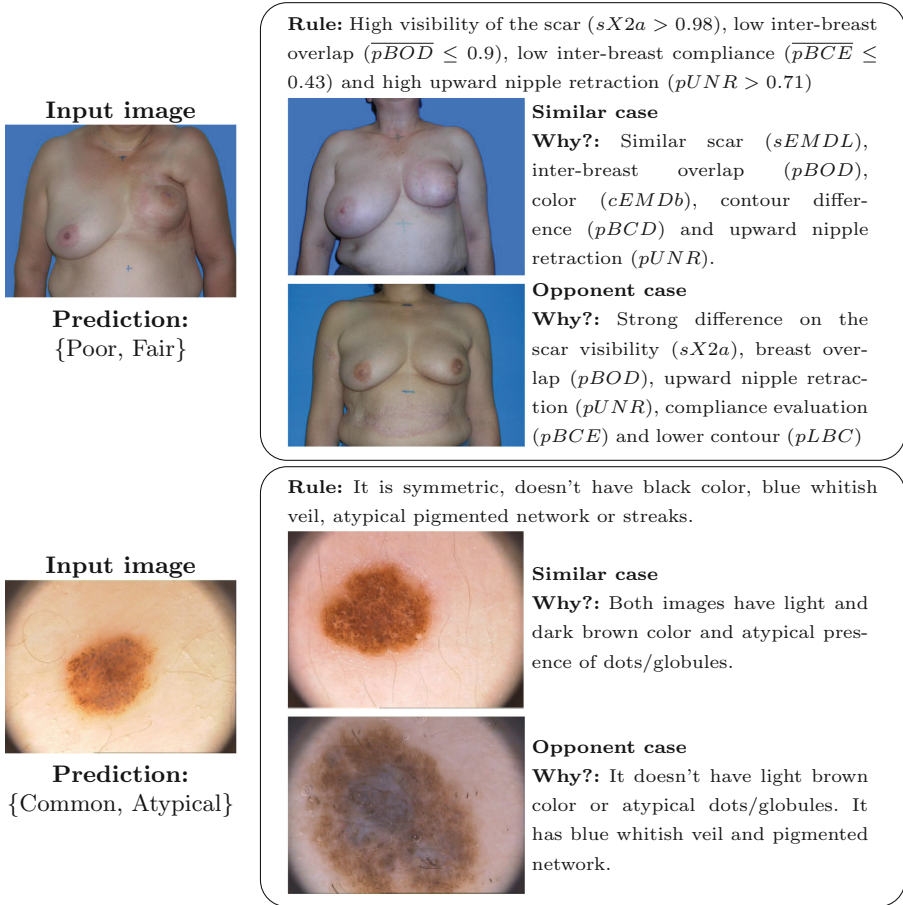 Rule: High visibility of the scar (sX2a > 0.98), low inter-breast
overlap (p̅B̅O̅D̅ ≤ 0.9), low inter-breast compliance (p̅B̅C̅E̅ ≤
0.43) and high upward nipple retraction (pUNR > 0.71)
Input image
Prediction:
{Poor, Fair}
Similar case
Why?: Similar scar (sEMDL),
inter-breast overlap (pBOD),
color (cEMDb), contour differ-
ence (pBCD) and upward nipple
retraction (pUNR).
Opponent case
Why?: Strong difference on the
scar visibility (sX2a), breast over-
lap (pBOD), upward nipple retrac-
tion (pUNR), compliance evaluation
(pBCE) and lower contour (pLBC)
Rule: It is symmetric, doesn't have black color, blue whitish
veil, atypical pigmented network or streaks.
Input image
Prediction:
{Common, Atypical}
Similar case
Why?: Both images have light and
dark brown color and atypical pres-
ence of dots/globules.
Opponent case
Why?: It doesn't have light brown
color or atypical dots/globules. It
has blue whitish veil and pigmented
network.